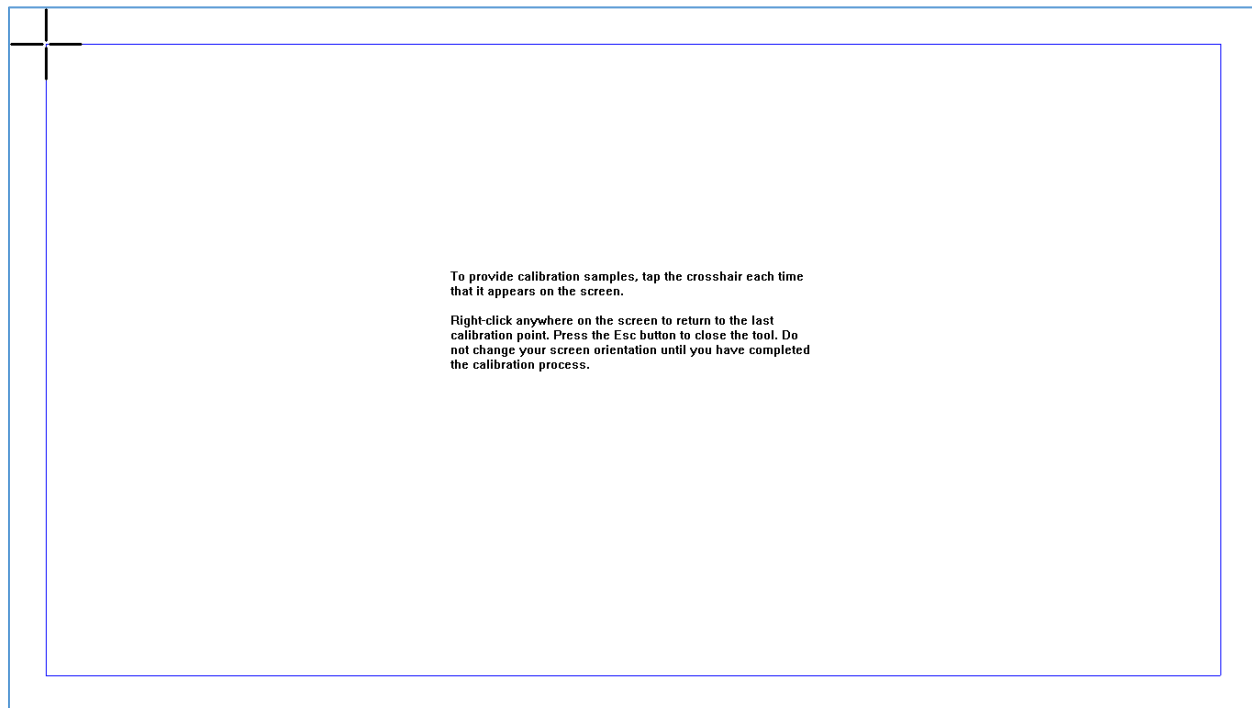 To provide calibration samples, tap the crosshair each time
that it appears on the screen.
Right-click anywhere on the screen to return to the last
calibration point. Press the Esc button to close the tool. Do
not change your screen orientation until you have completed
the calibration process.